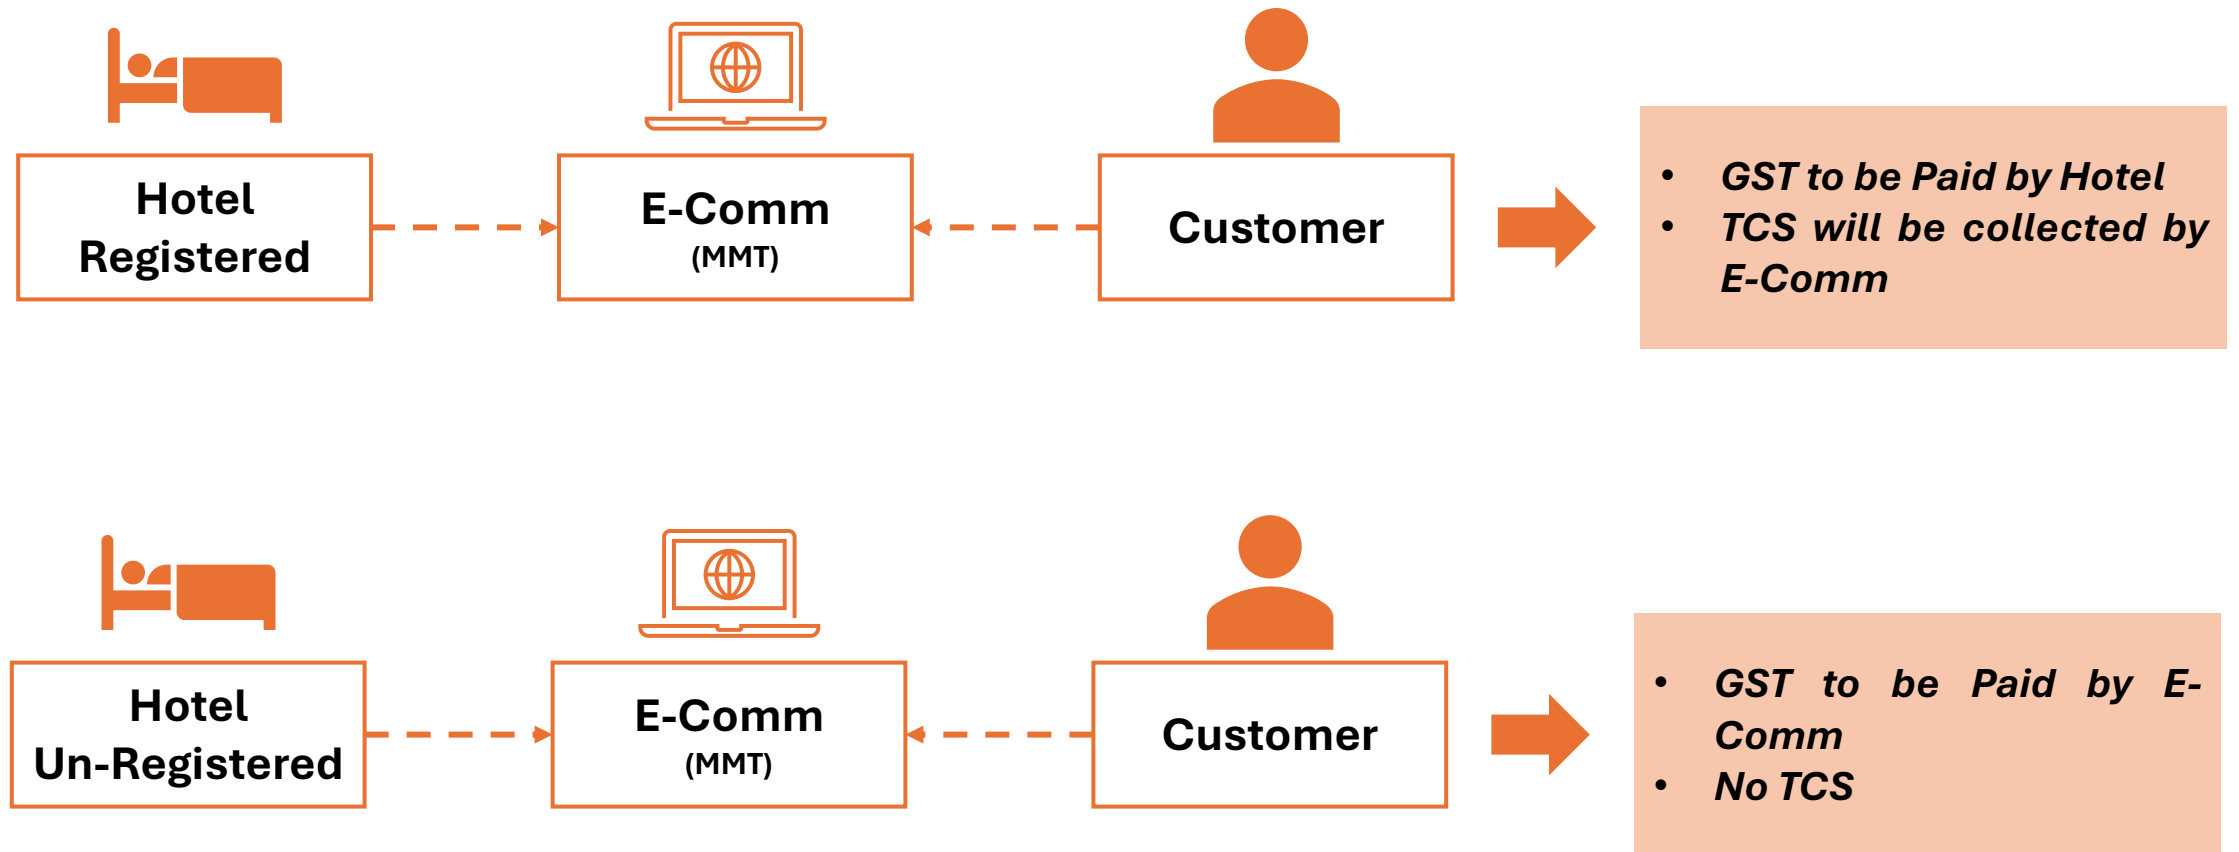 Hotel
Registered
E-Comm
(MMT)
Customer
• GST to be Paid by Hotel
• TCS will be collected by
E-Comm
Hotel
Un-Registered
E-Comm
(MMT)
Customer
• GST to be Paid by E-
Comm
• No TCS